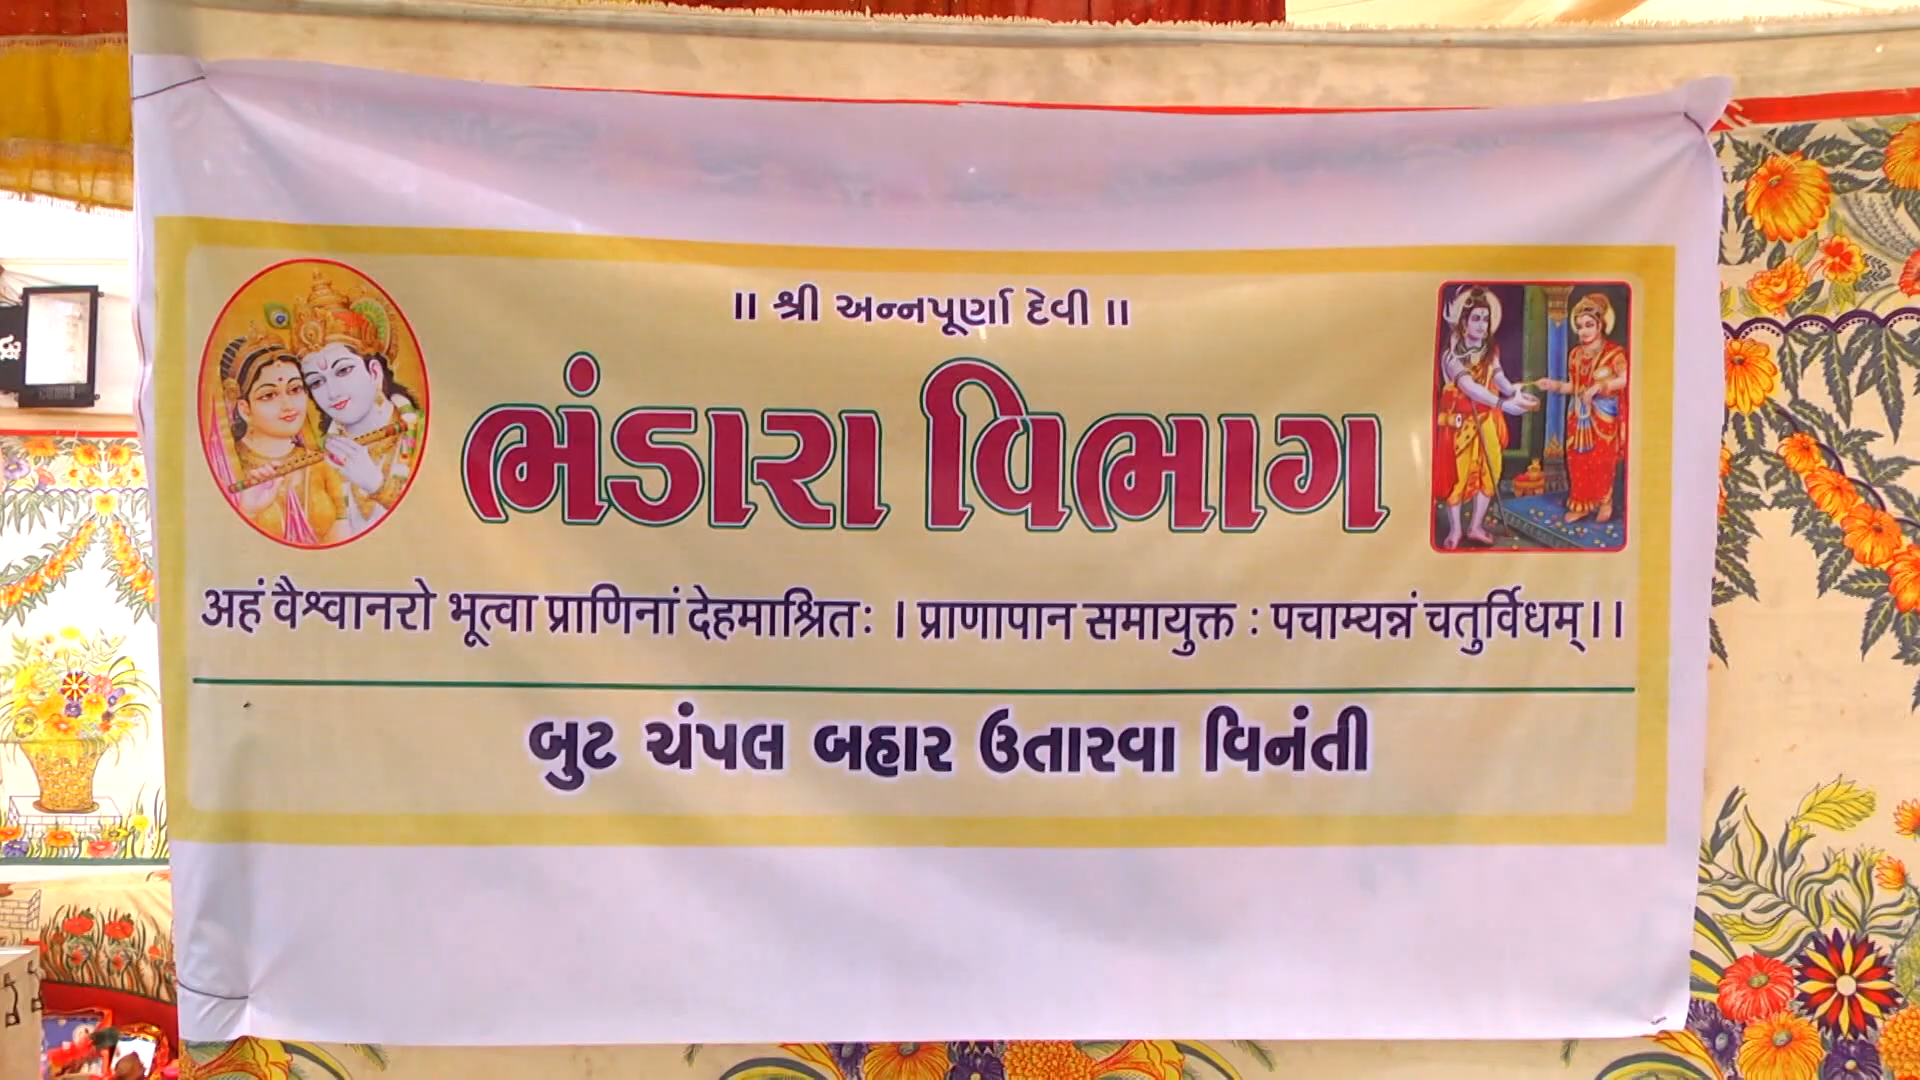 ॥ શ્રી અન્નપૂર્ણા દેવી ॥
ભંડારા વિભાગ
अहं वैश्वानरो भूत्वा प्राणिनां देहमाश्रितः । प्राणापान समायुक्त : पचाम्यन्नं चतुर्विधम्।।
બુટ ચંપલ બહાર ઉતારવા વિનંતી